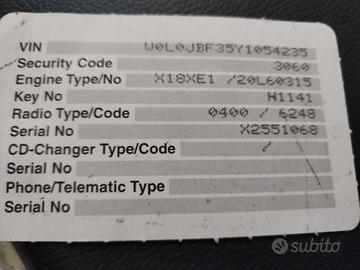 VIN W0L0JBF35Y1054235
Security Code 3060
Engine Type/No X18XE1 /20L60315
Key No H1141
Radio Type/Code 0400 / 6248
Serial No X2551068
CD-Changer Type/Code /
Serial No
Phone/Telematic Type
Serial No
subito